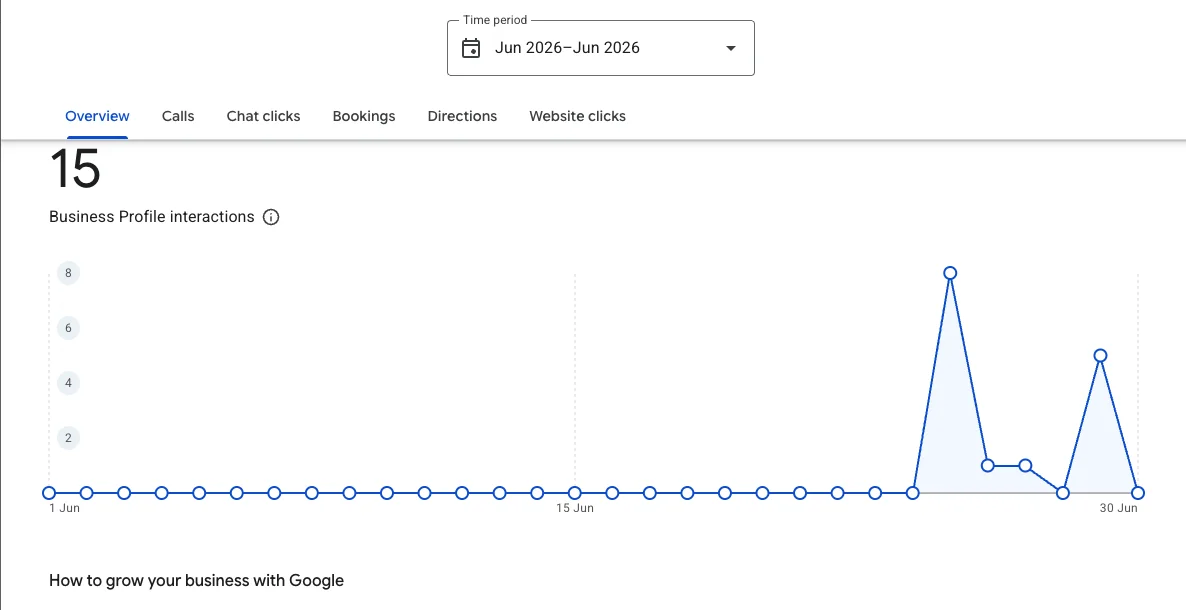 Time period
Jun 2026–Jun 2026
Overview Calls Chat clicks Bookings Directions Website clicks
15
Business Profile interactions
8
6
4
2
1 Jun 15 Jun 30 Jun
How to grow your business with Google